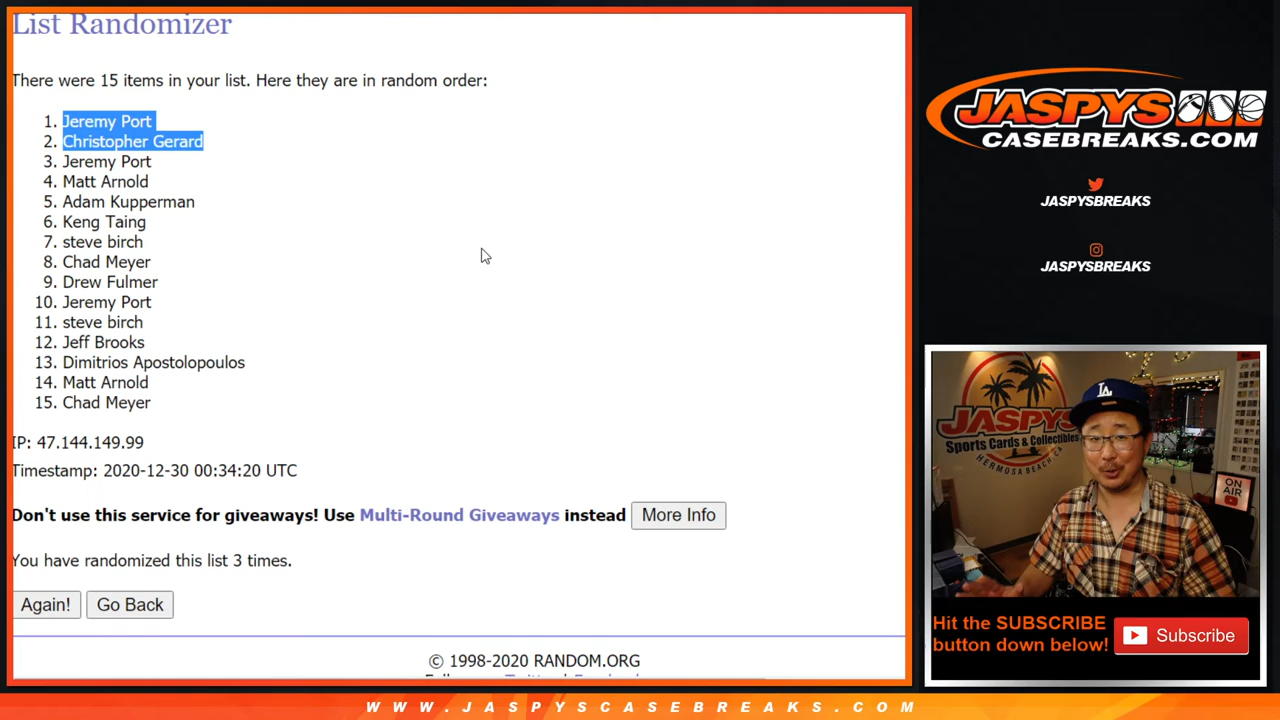 List Randomizer
There were 15 items in your list. Here they are in random order:
1. Jeremy Port
2. Christopher Gerard
3. Jeremy Port
4. Matt Arnold
5. Adam Kupperman
6. Keng Taing
7. steve birch
8. Chad Meyer
9. Drew Fulmer
10. Jeremy Port
11. steve birch
12. Jeff Brooks
13. Dimitrios Apostolopoulos
14. Matt Arnold
15. Chad Meyer
IP: 47.144.149.99
Timestamp: 2020-12-30 00:34:20 UTC
Don't use this service for giveaways! Use Multi-Round Giveaways instead More Info
You have randomized this list 3 times.
Again! Go Back
© 1998-2020 RANDOM.ORG
JASPYS
CASEBREAKS.COM
JASPYSBREAKS
JASPYSBREAKS
JASPYS
Sports Cards & Collectibles
HERMOSA BEACH, CA
LA
ON
AIR
Hit the SUBSCRIBE
button down below!
Subscribe
WWW.JASPYSCASEBREAKS.COM